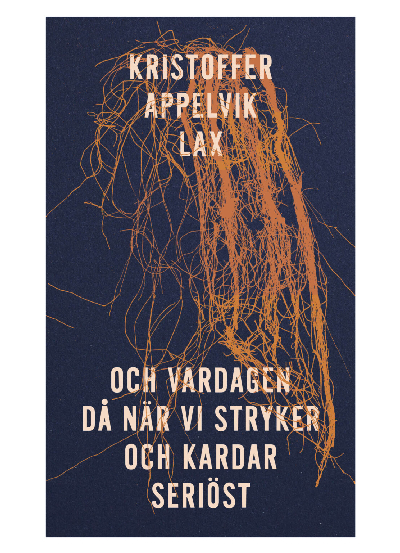 KRISTOFFER
APPELVIK
LAX
OCH VARDAGEN
DÅ NÄR VI STRYKER
OCH KARDAR
SERIÖST